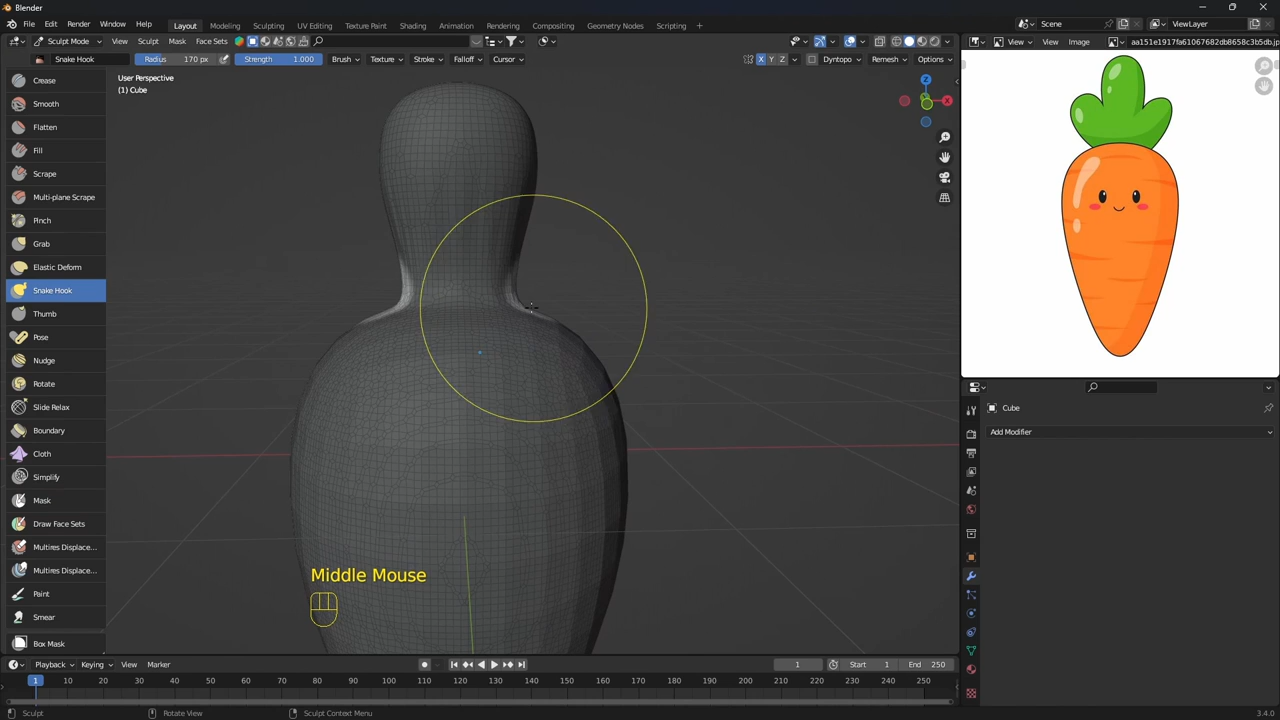 Blender
File Edit Render Window Help Layout Modeling Sculpting UV Editing Texture Paint Shading Animation Rendering Compositing Geometry Nodes Scripting + Scene ViewLayer
Sculpt Mode View Sculpt Mask Face Sets View View Image aa151e1917fa61067682db8658c3b5db.jp
Snake Hook Radius 170 px Strength 1.000 Brush Texture Stroke Falloff Cursor X Y Z Dyntopo Remesh Options
User Perspective
(1) Cube
Crease
Smooth
Flatten
Fill
Scrape
Multi-plane Scrape
Pinch
Grab
Elastic Deform
Snake Hook
Thumb
Pose
Nudge
Rotate
Slide Relax
Boundary
Cloth
Simplify
Mask
Draw Face Sets
Multires Displace...
Multires Displace...
Paint
Smear
Box Mask
Z
X
Cube
Add Modifier
Middle Mouse
Playback Keying View Marker 1 Start 1 End 250
1 10 20 30 40 50 60 70 80 90 100 110 120 130 140 150 160 170 180 190 200 210 220 230 240 250
Sculpt Rotate View Sculpt Context Menu 3.4.0